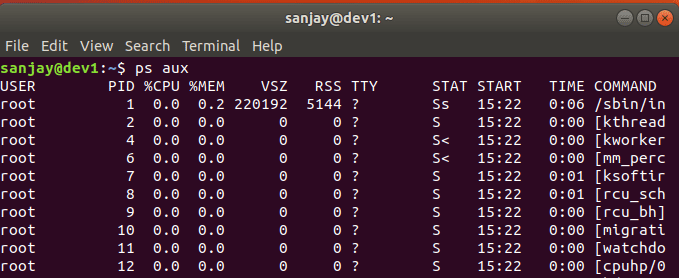 sanjay@dev1: ~
File Edit View Search Terminal Help
sanjay@dev1:~$ ps aux
USER PID %CPU %MEM VSZ RSS TTY STAT START TIME COMMAND
root 1 0.0 0.2 220192 5144 ? Ss 15:22 0:06 /sbin/in
root 2 0.0 0.0 0 0 ? S 15:22 0:00 [kthread
root 4 0.0 0.0 0 0 ? S< 15:22 0:00 [kworker
root 6 0.0 0.0 0 0 ? S< 15:22 0:00 [mm_perc
root 7 0.0 0.0 0 0 ? S 15:22 0:01 [ksoftir
root 8 0.0 0.0 0 0 ? S 15:22 0:01 [rcu_sch
root 9 0.0 0.0 0 0 ? S 15:22 0:00 [rcu_bh]
root 10 0.0 0.0 0 0 ? S 15:22 0:00 [migrati
root 11 0.0 0.0 0 0 ? S 15:22 0:00 [watchdo
root 12 0.0 0.0 0 0 ? S 15:22 0:00 [cpuhp/0